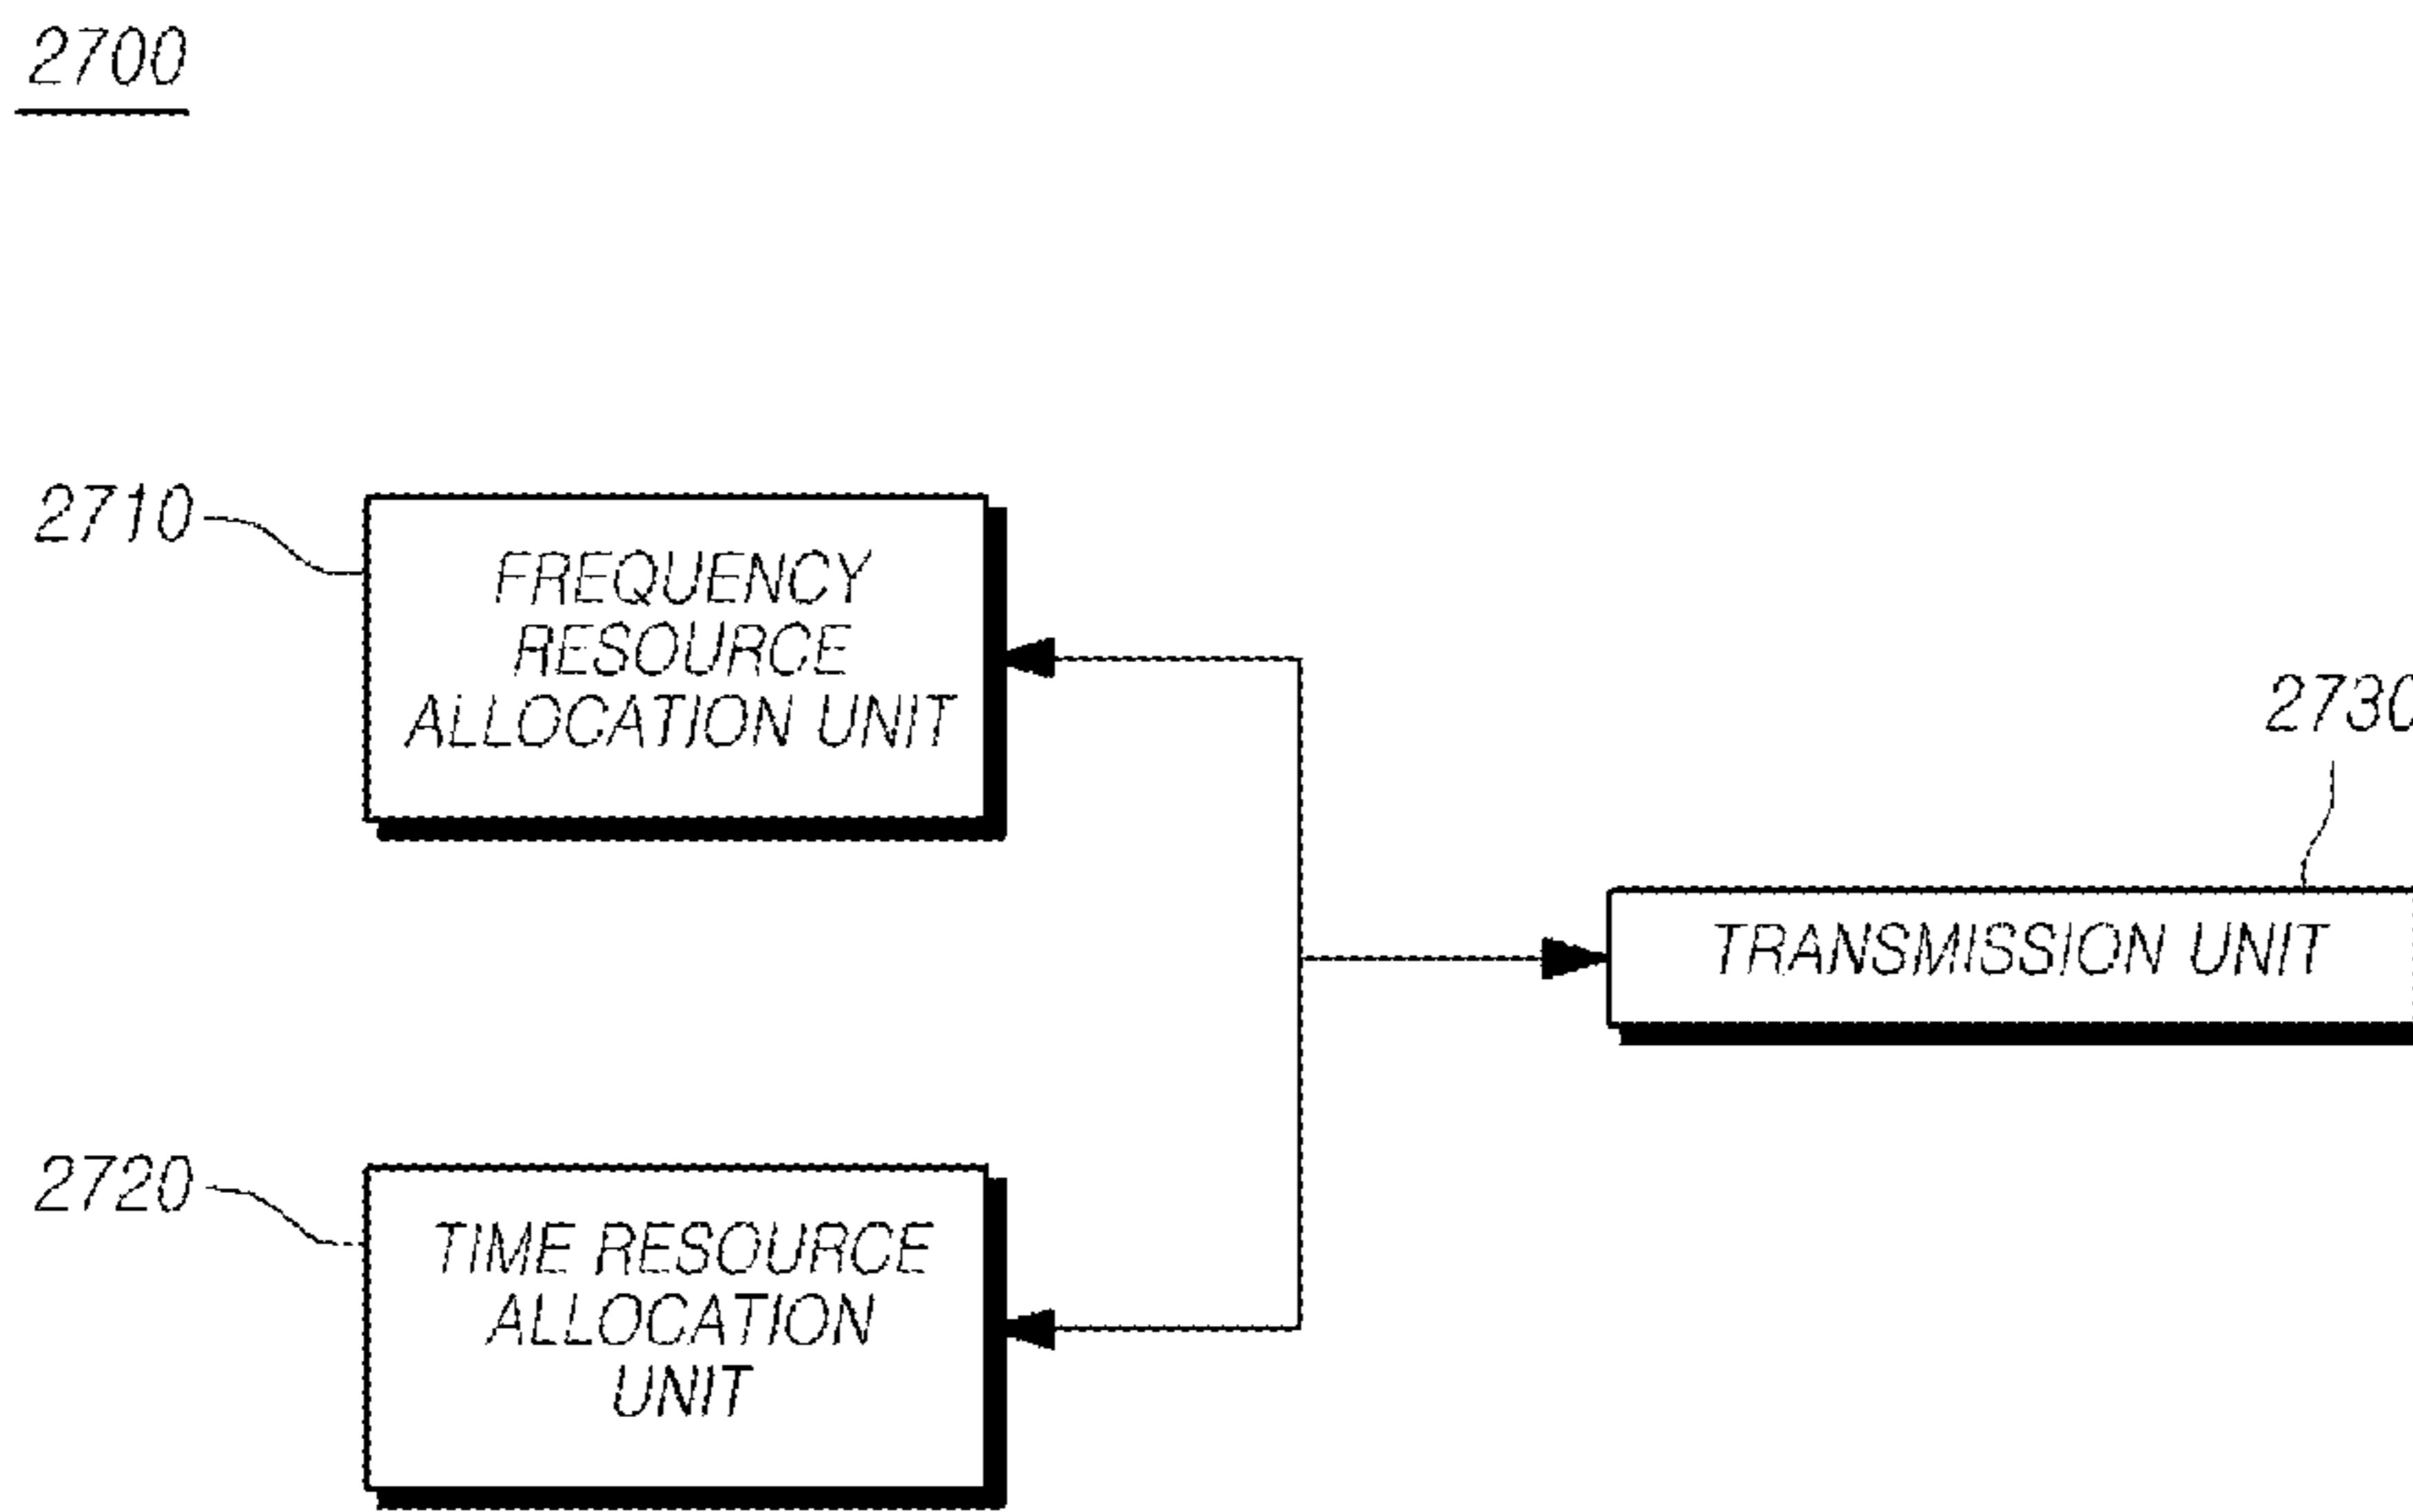 2700
2710
FREQUENCY
RESOURCE
ALLOCATION UNIT
2730
TRANSMISSION UNIT
2720
TIME RESOURCE
ALLOCATION
UNIT